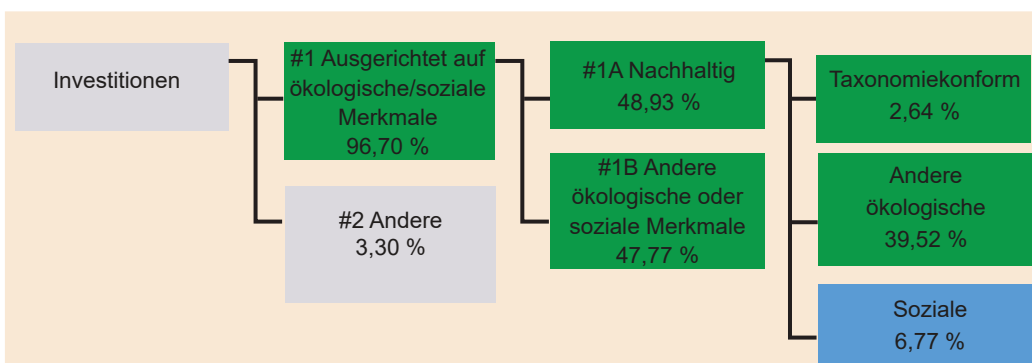 Investitionen
#1 Ausgerichtet auf
ökologische/soziale
Merkmale
96,70 %
#2 Andere
3,30 %
#1A Nachhaltig
48,93 %
#1B Andere
ökologische oder
soziale Merkmale
47,77 %
Taxonomiekonform
2,64 %
Andere
ökologische
39,52 %
Soziale
6,77 %